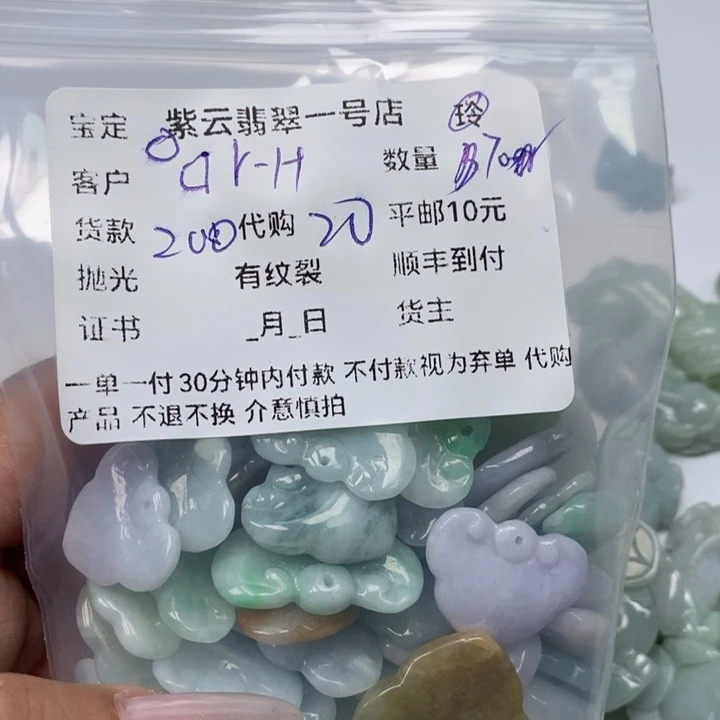 宝定 紫云翡翠一号店 玲
客户 数量
货款 200 代购 20 平邮10元
抛光 有纹裂 顺丰到付
证书 _月_日 货主
一单一付30分钟内付款 不付款视为弃单 代购
产品 不退不换 介意慎拍